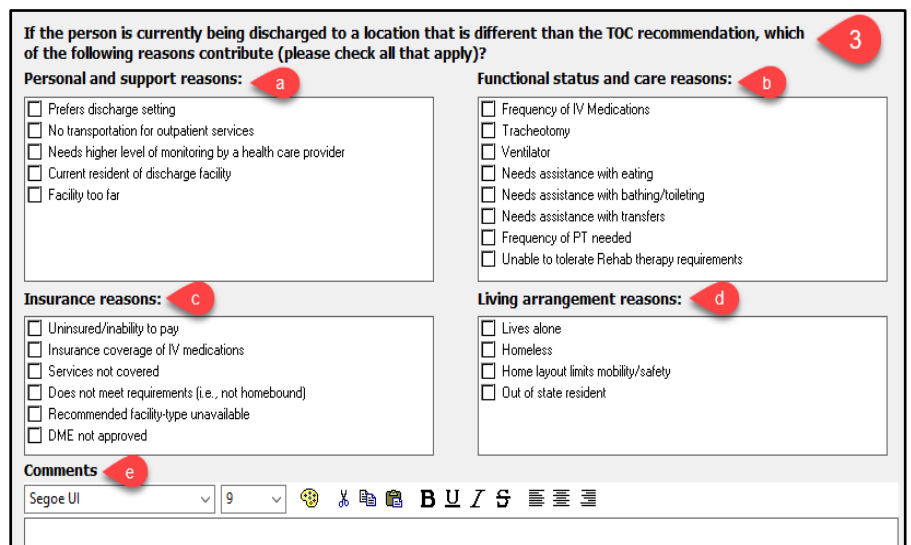 If the person is currently being discharged to a location that is different than the TOC recommendation, which
of the following reasons contribute (please check all that apply)?
3
Personal and support reasons:
a
Prefers discharge setting
No transportation for outpatient services
Needs higher level of monitoring by a health care provider
Current resident of discharge facility
Facility too far
Functional status and care reasons:
b
Frequency of IV Medications
Tracheotomy
Ventilator
Needs assistance with eating
Needs assistance with bathing/toileting
Needs assistance with transfers
Frequency of PT needed
Unable to tolerate Rehab therapy requirements
Insurance reasons:
c
Uninsured/inability to pay
Insurance coverage of IV medications
Services not covered
Does not meet requirements (i.e., not homebound)
Recommended facility-type unavailable
DME not approved
Living arrangement reasons:
d
Lives alone
Homeless
Home layout limits mobility/safety
Out of state resident
Comments
e
Segoe UI 9 B U I S